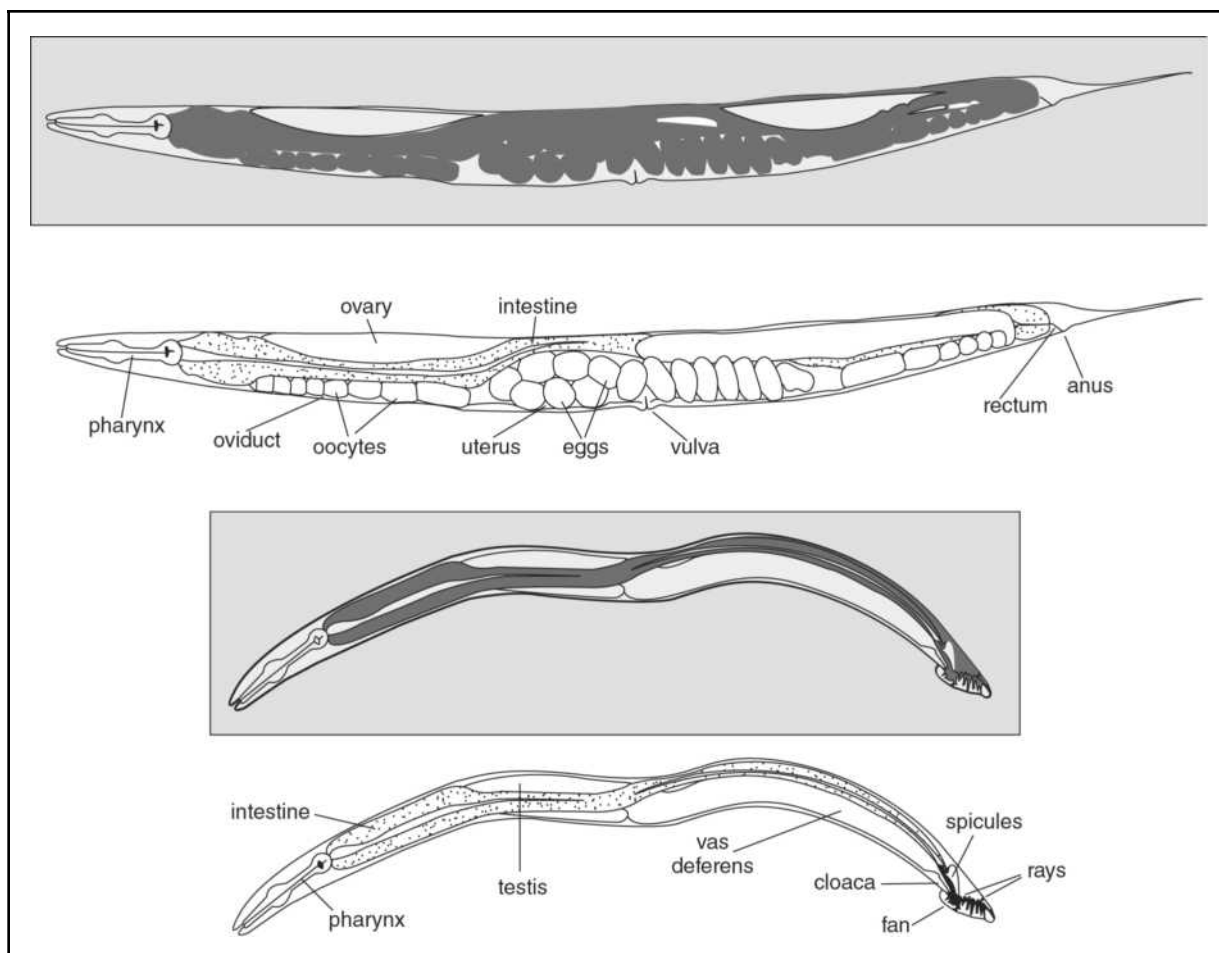 ovary
intestine
anus
rectum
pharynx
oviduct
oocytes
uterus
eggs
vulva
intestine
spicules
vas
deferens
rays
cloaca
testis
pharynx
fan